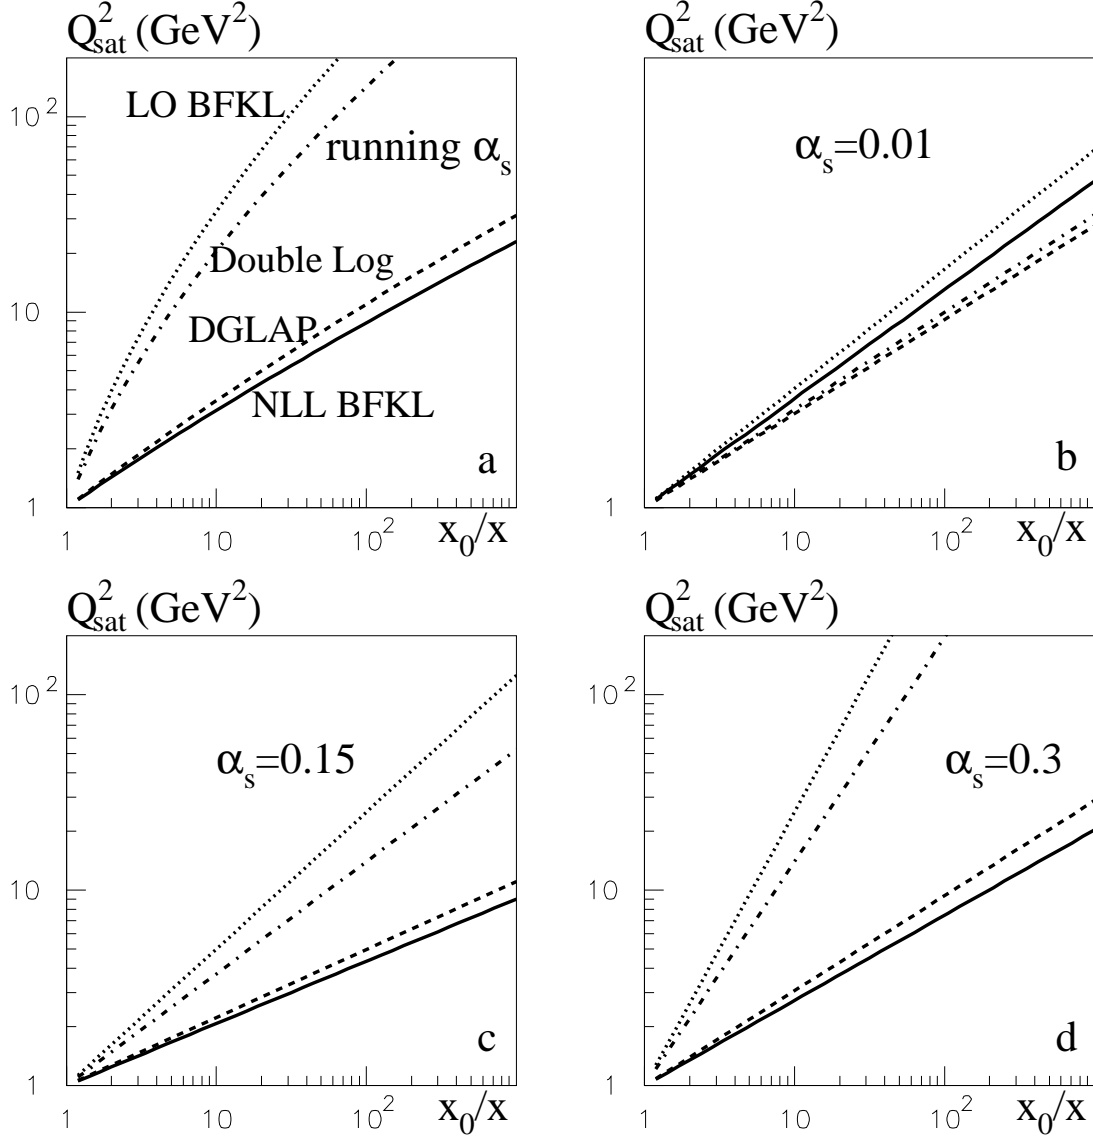 Q²sat (GeV²)
10²
10
1
LO BFKL
running αs
Double Log
DGLAP
NLL BFKL
a
1
10
10²
x₀/x
Q²sat (GeV²)
10²
10
1
αs=0.01
b
1
10
10²
x₀/x
Q²sat (GeV²)
10²
10
1
αs=0.15
c
1
10
10²
x₀/x
Q²sat (GeV²)
10²
10
1
αs=0.3
d
1
10
10²
x₀/x